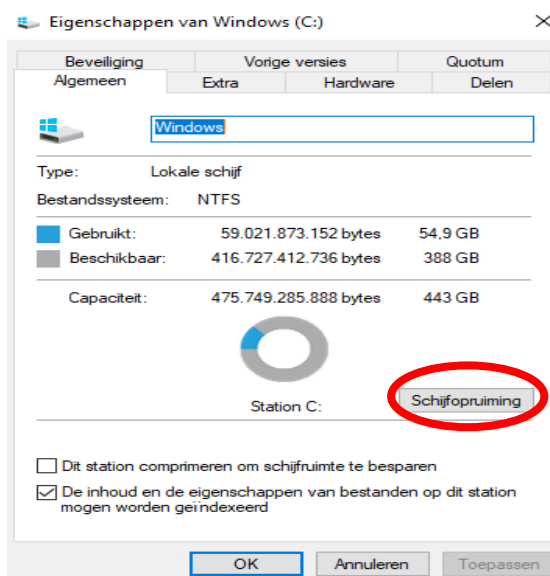 Eigenschappen van Windows (C:)
Beveiliging Vorige versies Quotum
Algemeen Extra Hardware Delen
Windows
Type: Lokale schijf
Bestandssysteem: NTFS
Gebruikt: 59.021.873.152 bytes 54,9 GB
Beschikbaar: 416.727.412.736 bytes 388 GB
Capaciteit: 475.749.285.888 bytes 443 GB
Station C: Schijfopruiming
Dit station comprimeren om schijfruimte te besparen
De inhoud en de eigenschappen van bestanden op dit station
mogen worden geïndexeerd
OK Annuleren Toepassen